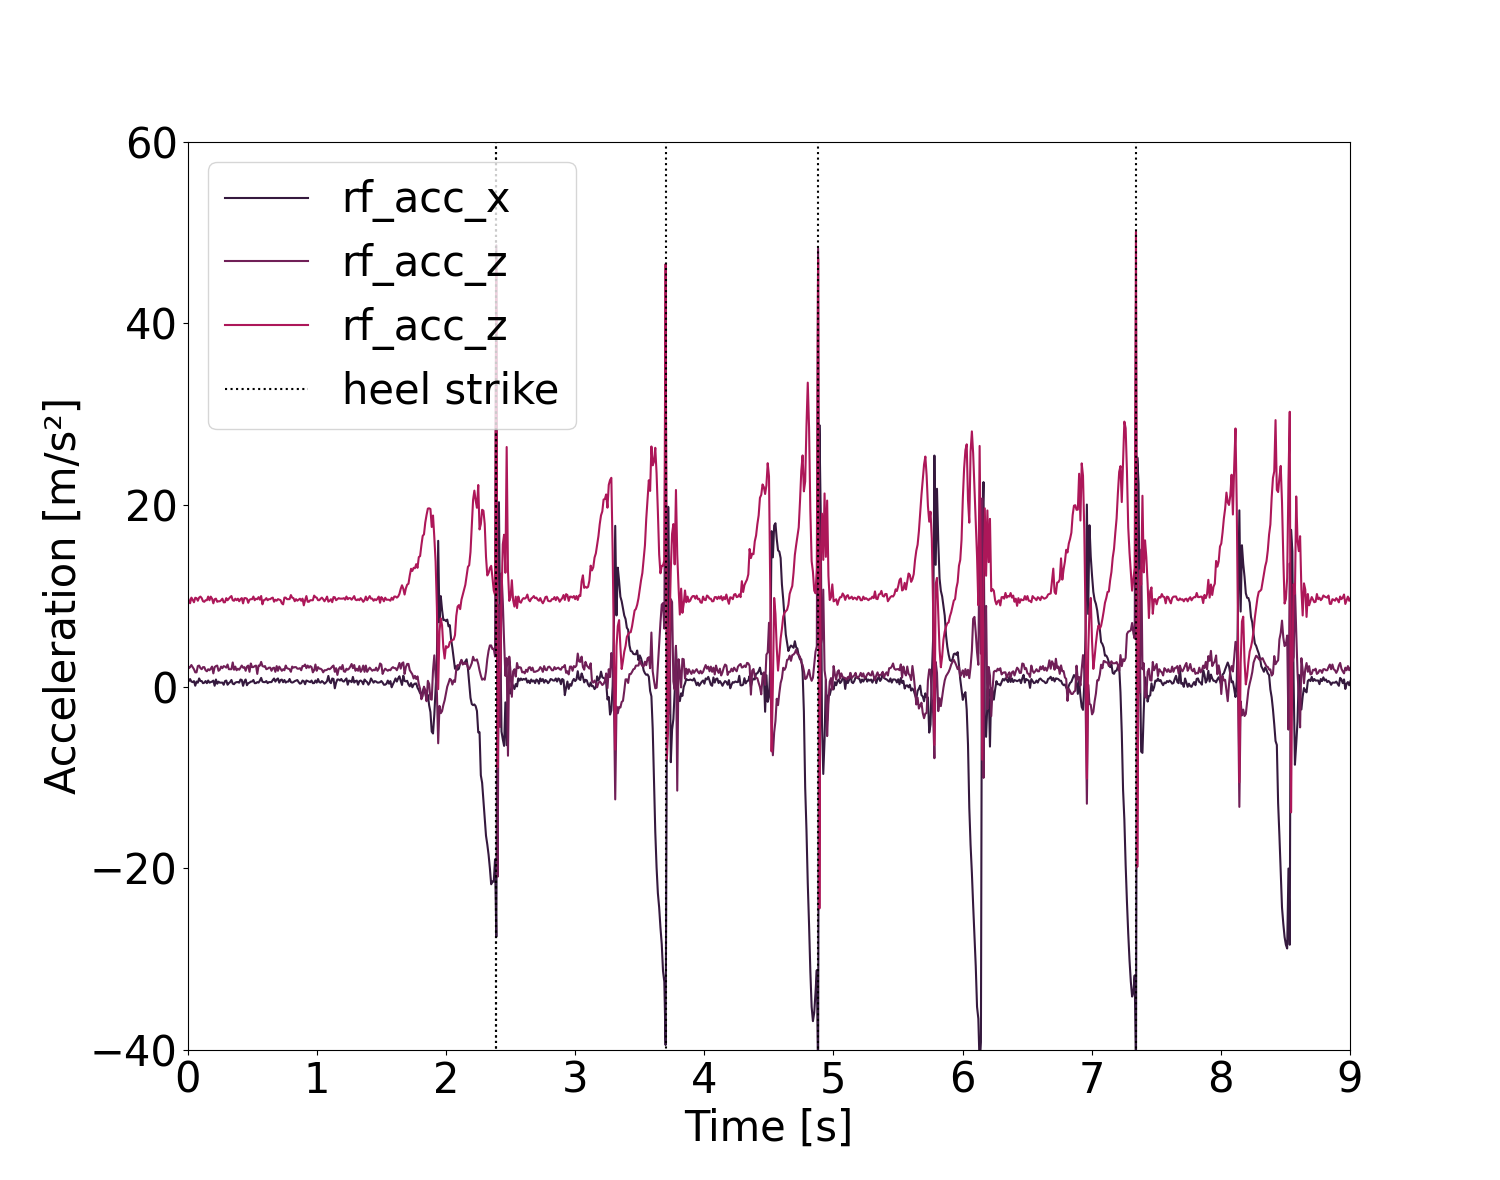 60
40
20
0
−20
−40
Acceleration [m/s²]
rf_acc_x
rf_acc_z
rf_acc_z
heel strike
0 1 2 3 4 5 6 7 8 9
Time [s]